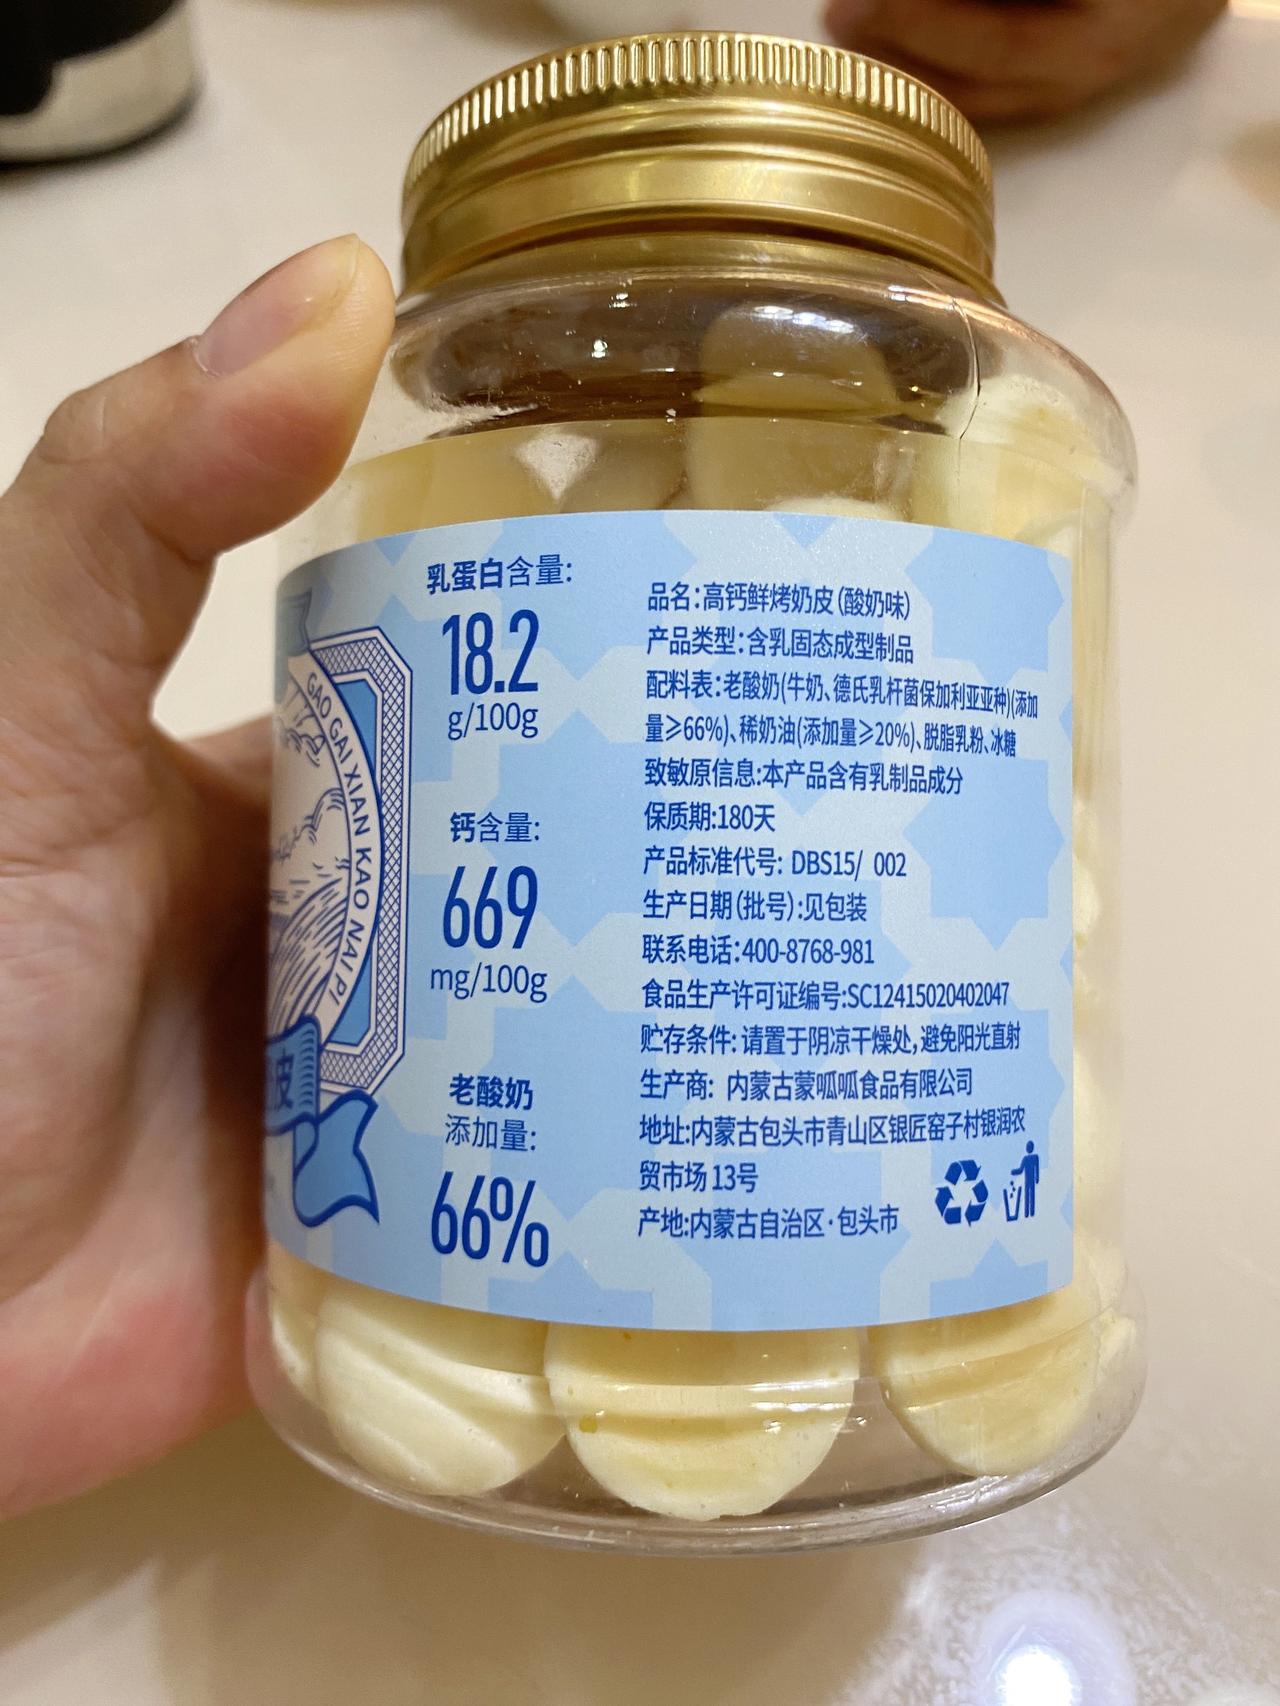 GAO GAI XIAN KAO NAI PI
皮
乳蛋白含量:
18.2
g/100g
钙含量:
669
mg/100g
老酸奶
添加量:
66%
品名:高钙鲜烤奶皮(酸奶味)
产品类型:含乳固态成型制品
配料表:老酸奶(牛奶、德氏乳杆菌保加利亚亚种)(添加
量≥66%)、稀奶油(添加量≥20%)、脱脂乳粉、冰糖
致敏原信息:本产品含有乳制品成分
保质期:180天
产品标准代号: DBS15/ 002
生产日期(批号):见包装
联系电话:400-8768-981
食品生产许可证编号:SC12415020402047
贮存条件: 请置于阴凉干燥处,避免阳光直射
生产商: 内蒙古蒙呱呱食品有限公司
地址:内蒙古包头市青山区银匠窑子村银润农
贸市场 13号
产地:内蒙古自治区·包头市